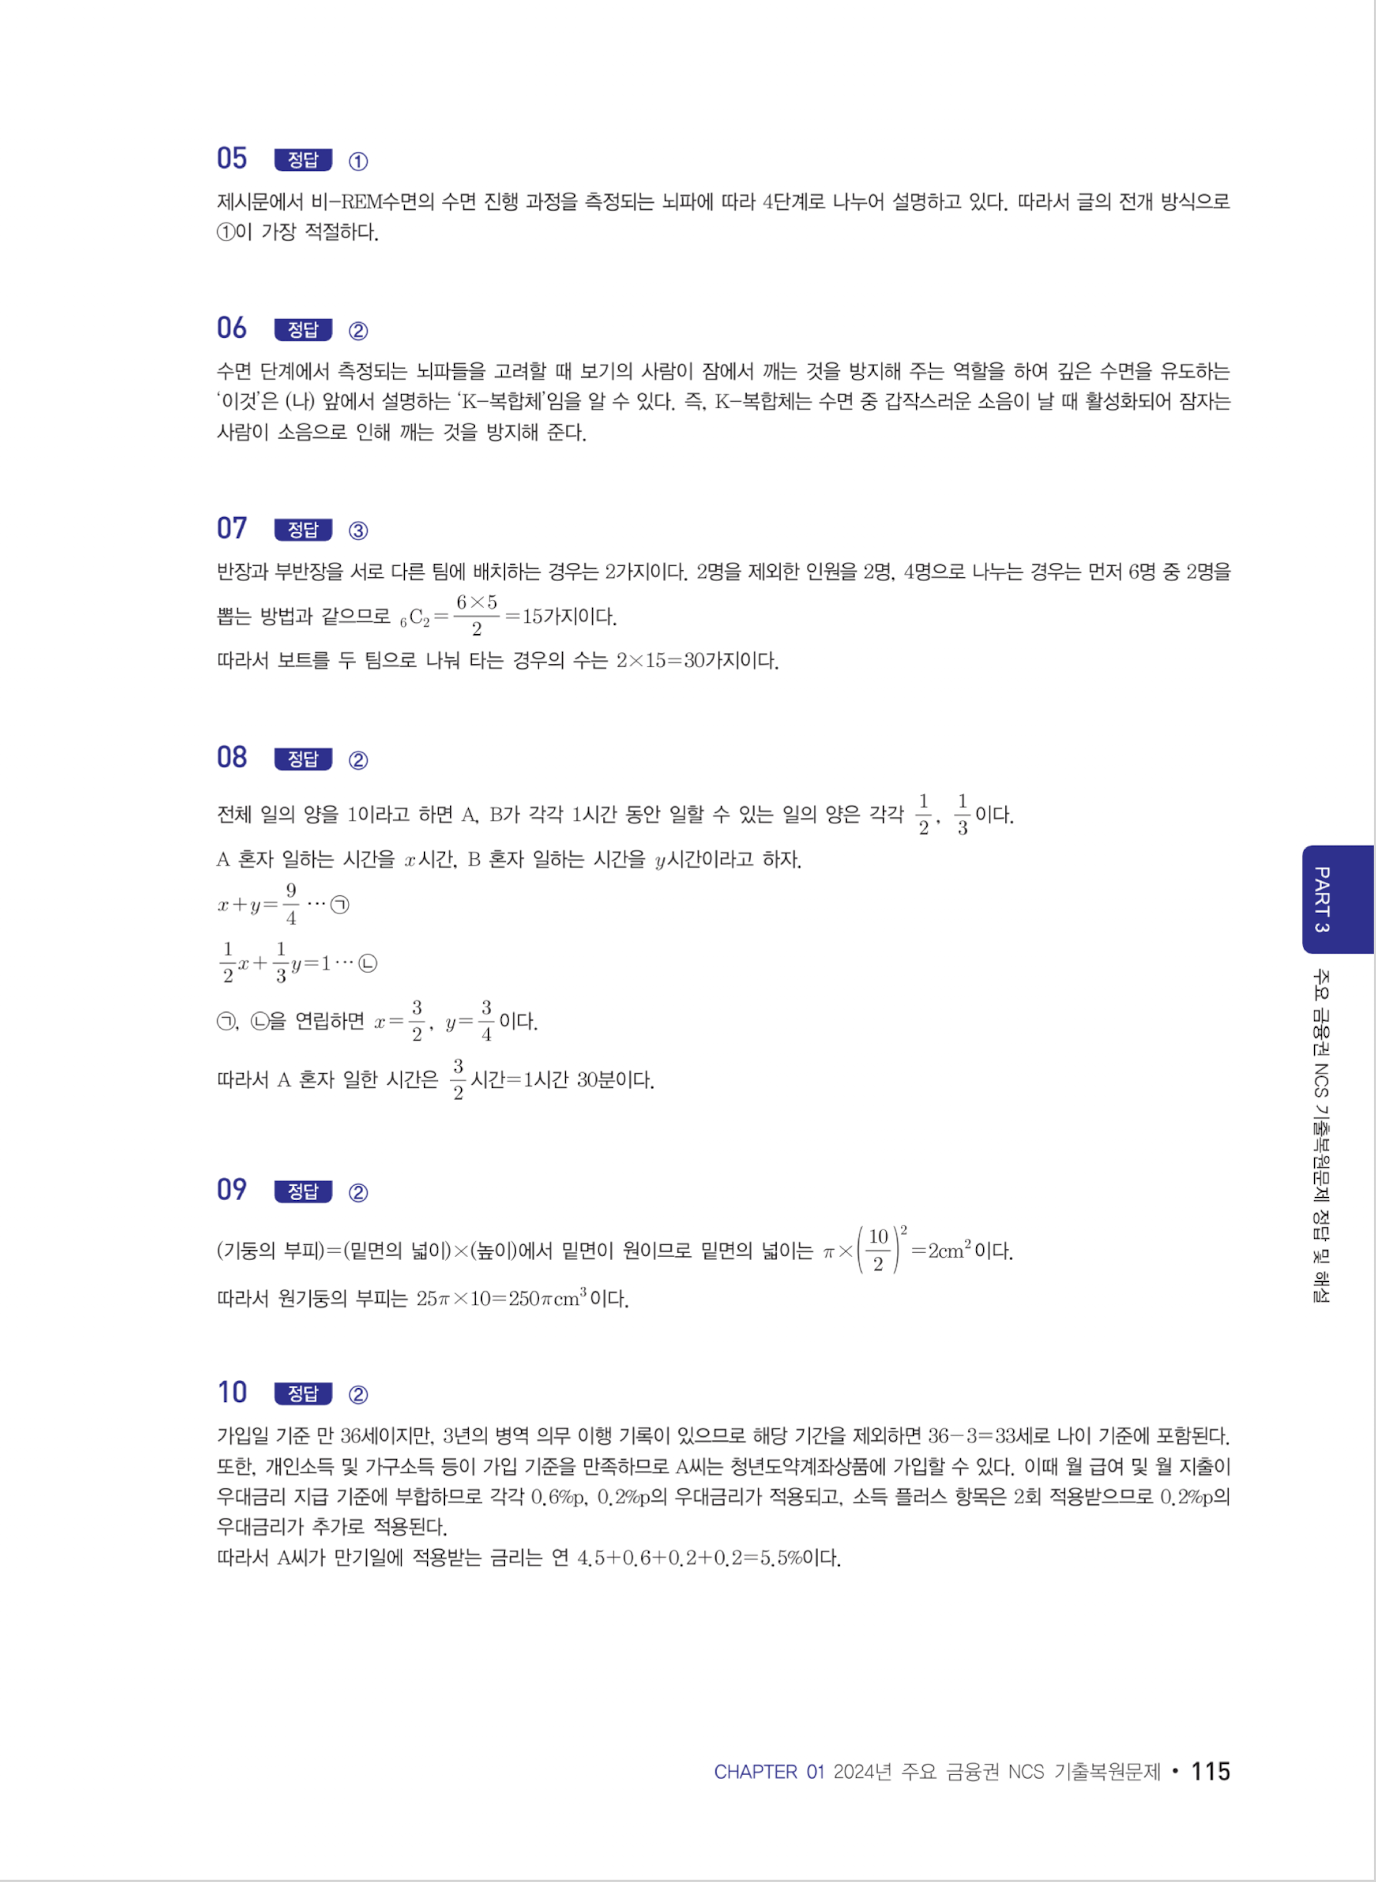 05 정답 ①
제시문에서 비-REM수면의 수면 진행 과정을 측정되는 뇌파에 따라 4단계로 나누어 설명하고 있다. 따라서 글의 전개 방식으로
①이 가장 적절하다.
06 정답 ②
수면 단계에서 측정되는 뇌파들을 고려할 때 보기의 사람이 잠에서 깨는 것을 방지해 주는 역할을 하여 깊은 수면을 유도하는
‘이것’은 (나) 앞에서 설명하는 ‘K-복합체’임을 알 수 있다. 즉, K-복합체는 수면 중 갑작스러운 소음이 날 때 활성화되어 잠자는
사람이 소음으로 인해 깨는 것을 방지해 준다.
07 정답 ③
반장과 부반장을 서로 다른 팀에 배치하는 경우는 2가지이다. 2명을 제외한 인원을 2명, 4명으로 나누는 경우는 먼저 6명 중 2명을
뽑는 방법과 같으므로 ₆C₂=6×5/2=15가지이다.
따라서 보트를 두 팀으로 나눠 타는 경우의 수는 2×15=30가지이다.
08 정답 ②
전체 일의 양을 1이라고 하면 A, B가 각각 1시간 동안 일할 수 있는 일의 양은 각각 1/2, 1/3이다.
A 혼자 일하는 시간을 x시간, B 혼자 일하는 시간을 y시간이라고 하자.
x+y=9/4 …㉠
1/2x+1/3y=1…㉡
㉠, ㉡을 연립하면 x=3/2, y=3/4이다.
따라서 A 혼자 일한 시간은 3/2시간=1시간 30분이다.
09 정답 ②
(기둥의 부피)=(밑면의 넓이)×(높이)에서 밑면이 원이므로 밑면의 넓이는 π×(10/2)²=2cm²이다.
따라서 원기둥의 부피는 25π×10=250πcm³이다.
10 정답 ②
가입일 기준 만 36세이지만, 3년의 병역 의무 이행 기록이 있으므로 해당 기간을 제외하면 36-3=33세로 나이 기준에 포함된다.
또한, 개인소득 및 가구소득 등이 가입 기준을 만족하므로 A씨는 청년도약계좌상품에 가입할 수 있다. 이때 월 급여 및 월 지출이
우대금리 지급 기준에 부합하므로 각각 0.6%p, 0.2%p의 우대금리가 적용되고, 소득 플러스 항목은 2회 적용받으므로 0.2%p의
우대금리가 추가로 적용된다.
따라서 A씨가 만기일에 적용받는 금리는 연 4.5+0.6+0.2+0.2=5.5%이다.
PART 3
주요 금융권 NCS 기출복원문제 정답 및 해설
CHAPTER 01 2024년 주요 금융권 NCS 기출복원문제 • 115